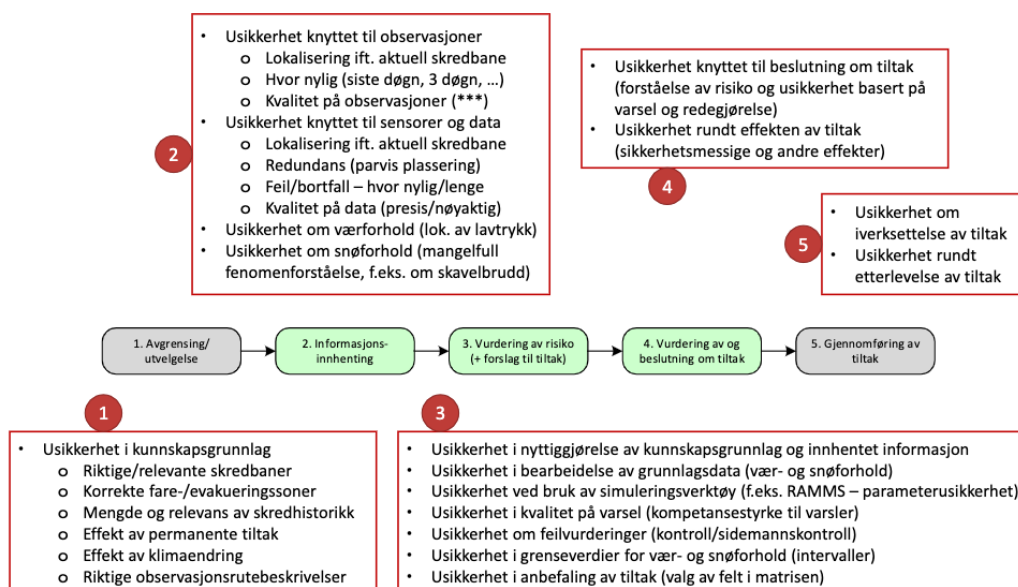 • Usikkerhet knyttet til observasjoner
o Lokalisering ift. aktuell skredbane
o Hvor nylig (siste døgn, 3 døgn, ...)
o Kvalitet på observasjoner (***)
• Usikkerhet knyttet til sensorer og data
o Lokalisering ift. aktuell skredbane
o Redundans (parvis plassering)
o Feil/bortfall – hvor nylig/lenge
o Kvalitet på data (presis/nøyaktig)
• Usikkerhet om værforhold (lok. av lavtrykk)
• Usikkerhet om snøforhold (mangelfull
fenomenforståelse, f.eks. om skavelbrudd)
2
• Usikkerhet knyttet til beslutning om tiltak
(forståelse av risiko og usikkerhet basert på
varsel og redegjørelse)
• Usikkerhet rundt effekten av tiltak
(sikkerhetsmessige og andre effekter)
4
• Usikkerhet om
iverksettelse av tiltak
• Usikkerhet rundt
etterlevelse av tiltak
5
1. Avgrensing/
utvelgelse
2. Informasjons-
innhenting
3. Vurdering av risiko
(+ forslag til tiltak)
4. Vurdering av og
beslutning om tiltak
5. Gjennomføring av
tiltak
1
• Usikkerhet i kunnskapsgrunnlag
o Riktige/relevante skredbaner
o Korrekte fare-/evakueringssoner
o Mengde og relevans av skredhistorikk
o Effekt av permanente tiltak
o Effekt av klimaendring
o Riktige observasjonsrutebeskrivelser
3
• Usikkerhet i nyttiggjørelse av kunnskapsgrunnlag og innhentet informasjon
• Usikkerhet i bearbeidelse av grunnlagsdata (vær- og snøforhold)
• Usikkerhet ved bruk av simuleringsverktøy (f.eks. RAMMS – parameterusikkerhet)
• Usikkerhet i kvalitet på varsel (kompetansestyrke til varsler)
• Usikkerhet om feilvurderinger (kontroll/sidemannskontroll)
• Usikkerhet i grenseverdier for vær- og snøforhold (intervaller)
• Usikkerhet i anbefaling av tiltak (valg av felt i matrisen)